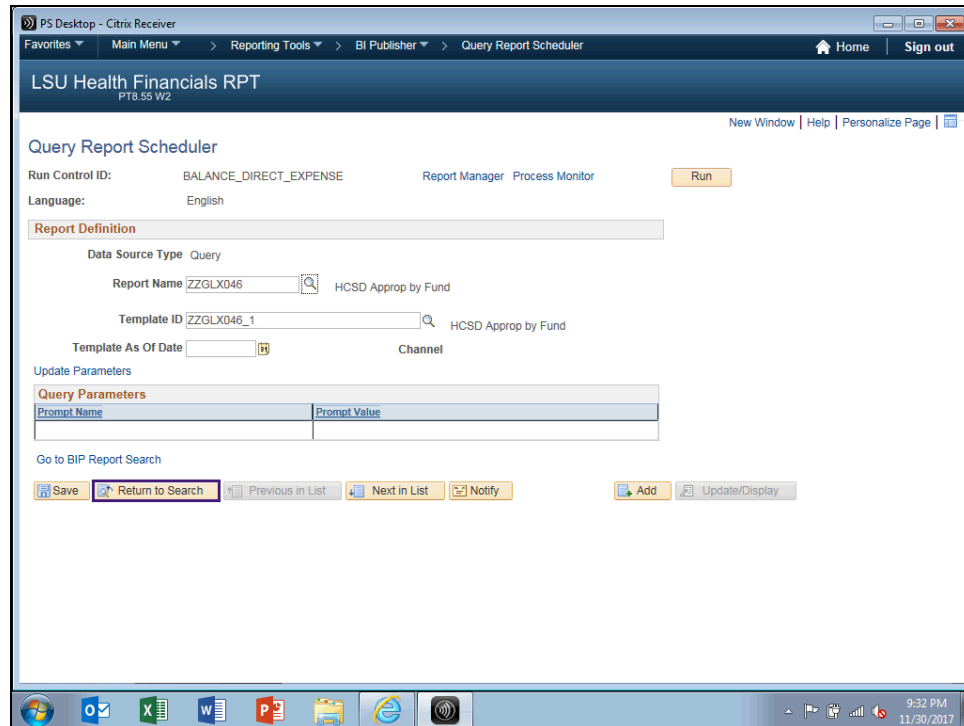 PS Desktop - Citrix Receiver
Favorites Main Menu > Reporting Tools > BI Publisher > Query Report Scheduler Home Sign out
LSU Health Financials RPT
PT8.55 W2
New Window | Help | Personalize Page |
Query Report Scheduler
Run Control ID: BALANCE_DIRECT_EXPENSE Report Manager Process Monitor Run
Language: English
Report Definition
Data Source Type Query
Report Name ZZGLX046 HCSD Approp by Fund
Template ID ZZGLX046_1 HCSD Approp by Fund
Template As Of Date Channel
Update Parameters
Query Parameters
Prompt Name Prompt Value
Go to BIP Report Search
Save Return to Search Previous in List Next in List Notify Add Update/Display
9:32 PM
11/30/2017